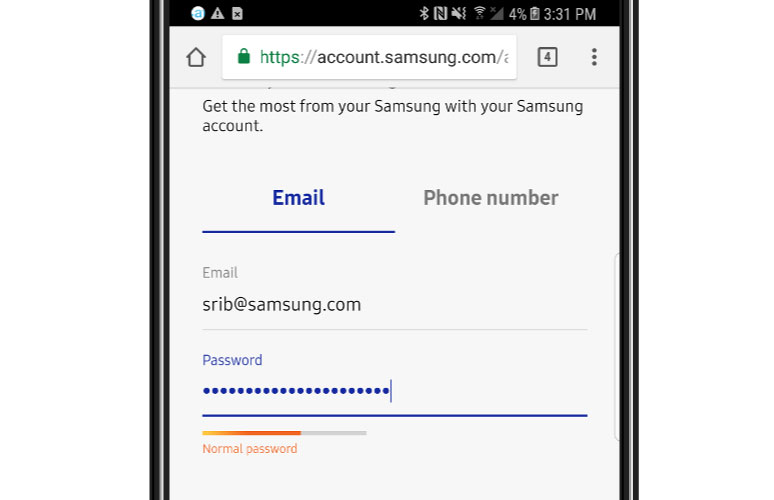 4% 3:31 PM
https://account.samsung.com/a
4
Get the most from your Samsung with your Samsung
account.
Email Phone number
Email
srib@samsung.com
Password
••••••••••••••••••••••
Normal password